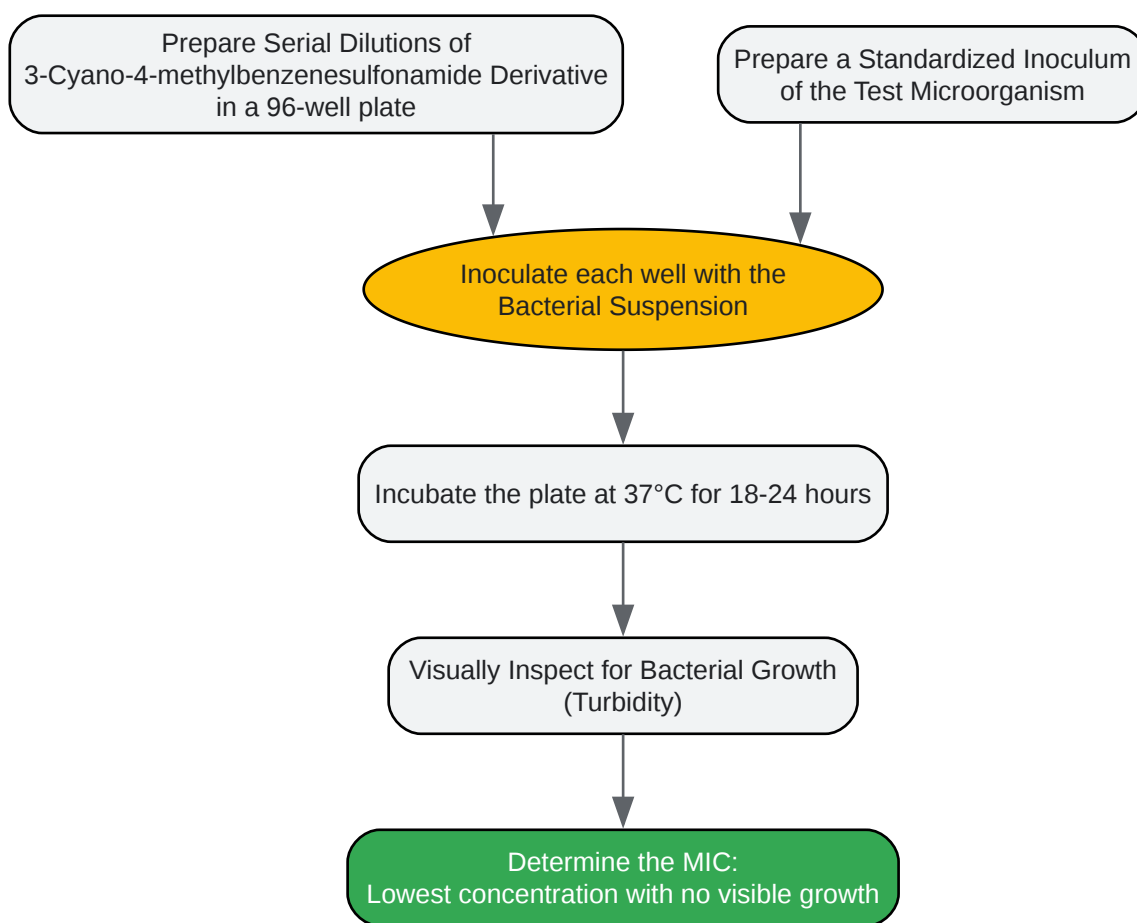 Prepare Serial Dilutions of
3-Cyano-4-methylbenzenesulfonamide Derivative
in a 96-well plate
Prepare a Standardized Inoculum
of the Test Microorganism
Inoculate each well with the
Bacterial Suspension
Incubate the plate at 37°C for 18-24 hours
Visually Inspect for Bacterial Growth
(Turbidity)
Determine the MIC:
Lowest concentration with no visible growth